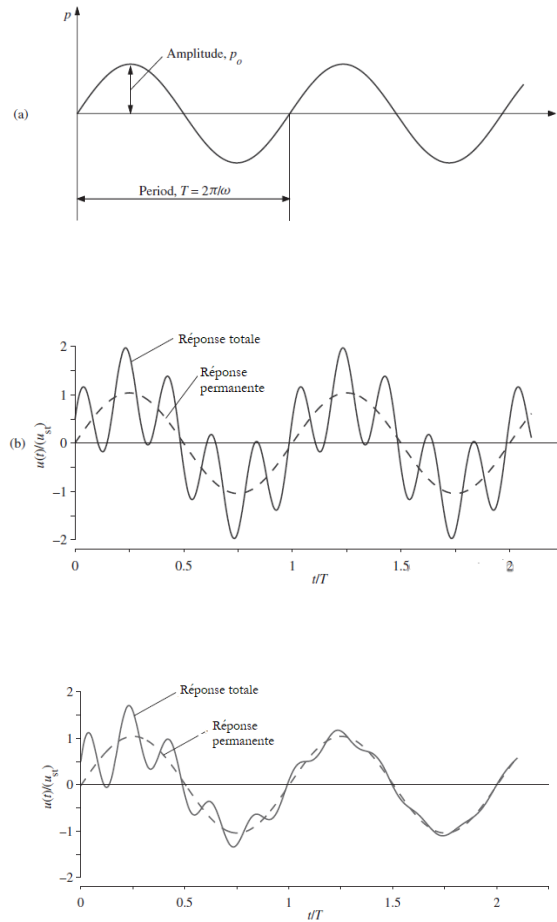 p
Amplitude, p₀
(a)
Period, T = 2π/ω
2
Réponse totale
Réponse
permanente
1
(b)
u(t)/(u_st)
0
−1
−2
0
0.5
1
1.5
2
t/T
2
Réponse totale
Réponse
permanente
1
u(t)/(u_st)
0
−1
−2
0
0.5
1
1.5
2
t/T